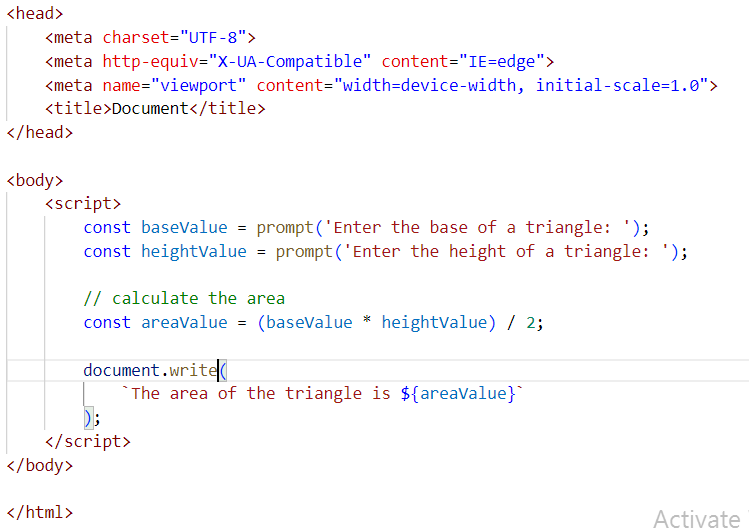 <head>
    <meta charset="UTF-8">
    <meta http-equiv="X-UA-Compatible" content="IE=edge">
    <meta name="viewport" content="width=device-width, initial-scale=1.0">
    <title>Document</title>
</head>

<body>
    <script>
        const baseValue = prompt('Enter the base of a triangle: ');
        const heightValue = prompt('Enter the height of a triangle: ');

        // calculate the area
        const areaValue = (baseValue * heightValue) / 2;

        document.write(
            `The area of the triangle is ${areaValue}`
        );
    </script>
</body>

</html>
Activate